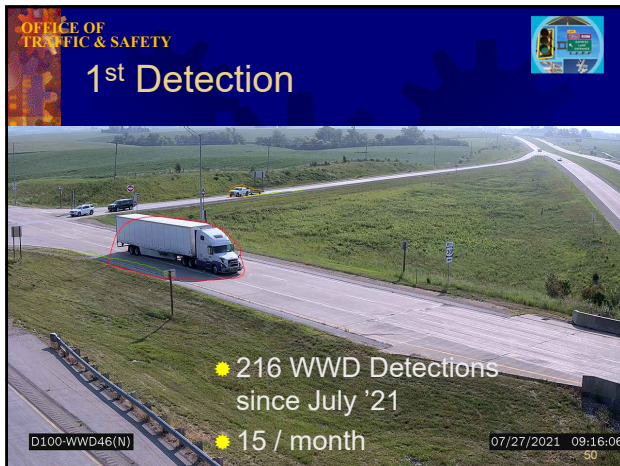 OFFICE OF
TRAFFIC & SAFETY
1st Detection
216 WWD Detections
since July '21
15 / month
D100-WWD46(N)
07/27/2021 09:16:06
50